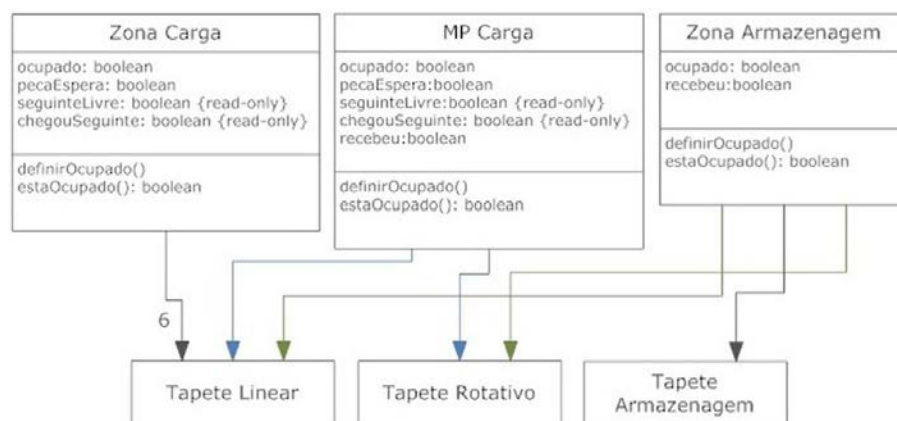 Zona Carga
ocupado: boolean
pecaEspera: boolean
seguinteLivre: boolean {read-only}
chegouSeguinte: boolean {read-only}
definirOcupado()
estaOcupado(): boolean
MP Carga
ocupado: boolean
pecaEspera:boolean
seguinteLivre:boolean {read-only}
chegouSeguinte: boolean {read-only}
recebeu:boolean
definirOcupado()
estaOcupado(): boolean
Zona Armazenagem
ocupado: boolean
recebeu:boolean
definirOcupado()
estaOcupado(): boolean
6
Tapete Linear
Tapete Rotativo
Tapete
Armazenagem